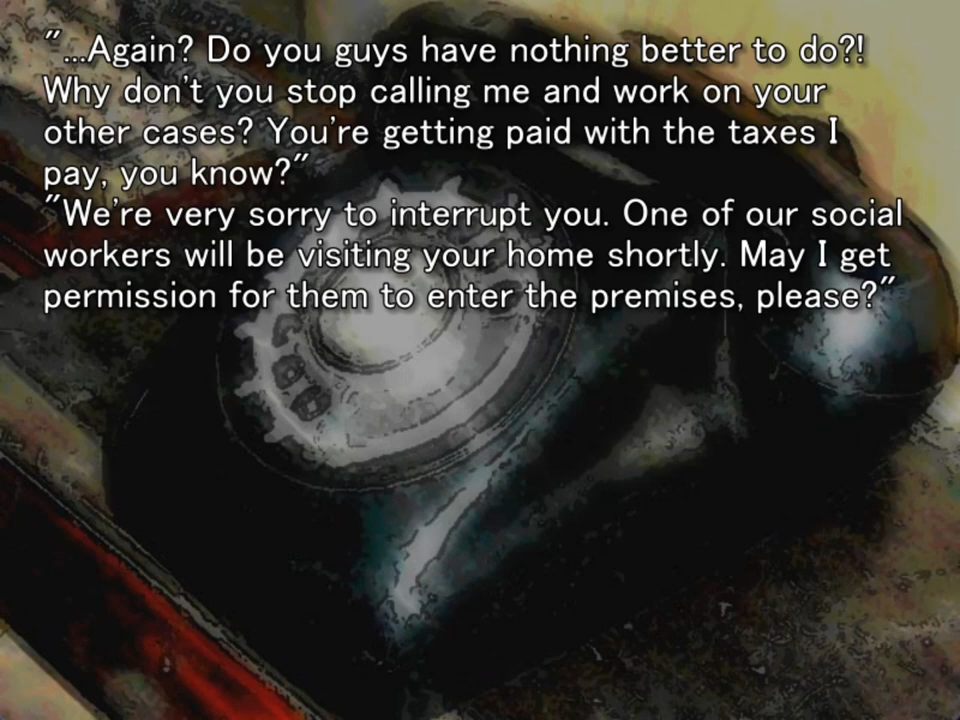 "...Again? Do you guys have nothing better to do?!
Why don't you stop calling me and work on your
other cases? You're getting paid with the taxes I
pay, you know?"
"We're very sorry to interrupt you. One of our social
workers will be visiting your home shortly. May I get
permission for them to enter the premises, please?"